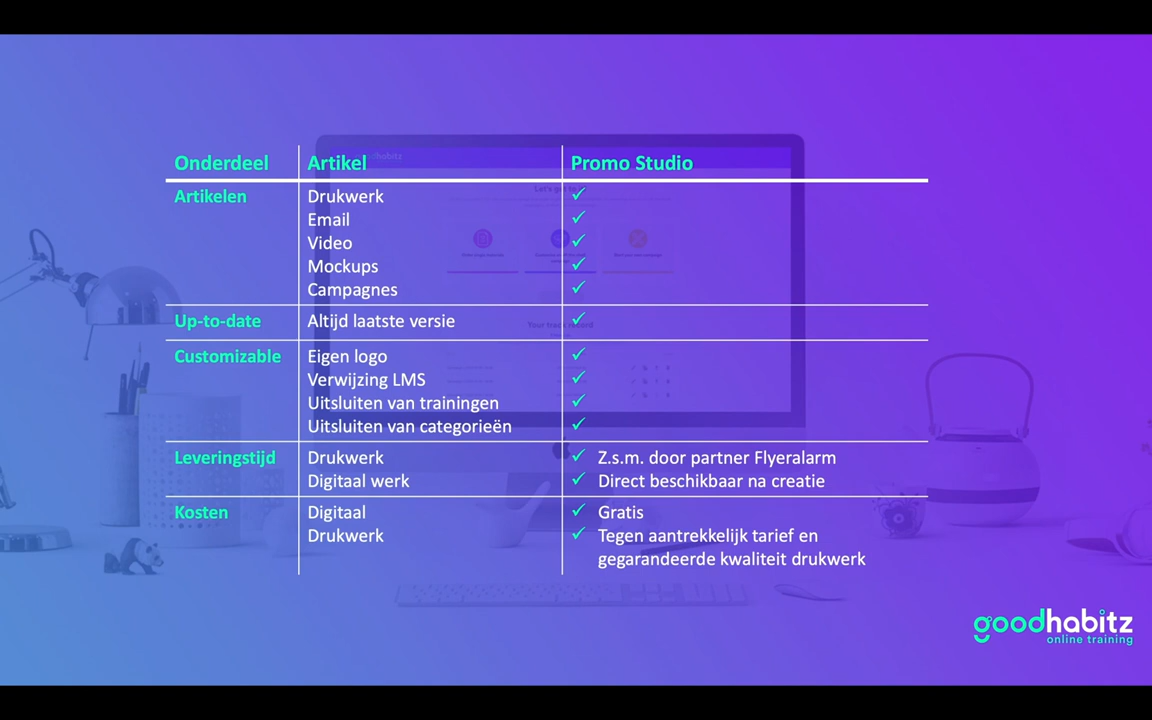 Onderdeel Artikel Promo Studio
Artikelen Drukwerk ✓
Email ✓
Video ✓
Mockups ✓
Campagnes ✓
Up-to-date Altijd laatste versie ✓
Customizable Eigen logo ✓
Verwijzing LMS ✓
Uitsluiten van trainingen ✓
Uitsluiten van categorieën ✓
Leveringstijd Drukwerk ✓ Z.s.m. door partner Flyeralarm
Digitaal werk ✓ Direct beschikbaar na creatie
Kosten Digitaal ✓ Gratis
Drukwerk ✓ Tegen aantrekkelijk tarief en
gegarandeerde kwaliteit drukwerk
goodhabitz
online training